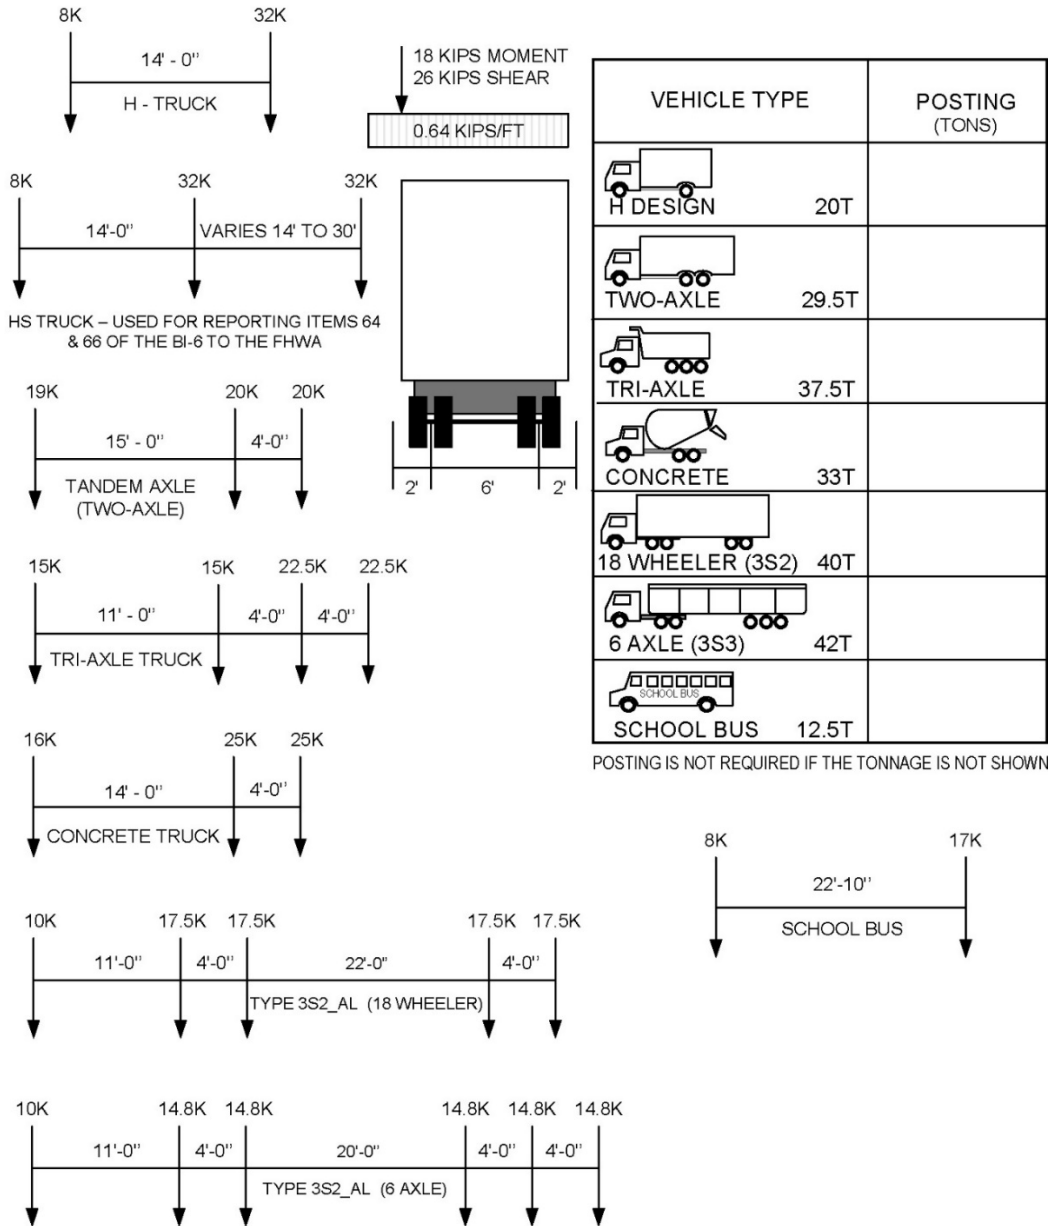 8K 32K
14' - 0''
H - TRUCK
18 KIPS MOMENT
26 KIPS SHEAR
0.64 KIPS/FT
8K 32K 32K
14'-0'' VARIES 14' TO 30'
HS TRUCK – USED FOR REPORTING ITEMS 64
& 66 OF THE BI-6 TO THE FHWA
2' 6' 2'
19K 20K 20K
15' - 0'' 4'-0''
TANDEM AXLE
(TWO-AXLE)
15K 15K 22.5K 22.5K
11' - 0'' 4'-0'' 4'-0''
TRI-AXLE TRUCK
16K 25K 25K
14' - 0'' 4'-0''
CONCRETE TRUCK
10K 17.5K 17.5K 17.5K 17.5K
11'-0'' 4'-0'' 22'-0" 4'-0''
TYPE 3S2_AL (18 WHEELER)
10K 14.8K 14.8K 14.8K 14.8K 14.8K
11'-0'' 4'-0'' 20'-0'' 4'-0'' 4'-0''
TYPE 3S2_AL (6 AXLE)
VEHICLE TYPE POSTING
(TONS)
H DESIGN 20T
TWO-AXLE 29.5T
TRI-AXLE 37.5T
CONCRETE 33T
18 WHEELER (3S2) 40T
6 AXLE (3S3) 42T
SCHOOL BUS
SCHOOL BUS 12.5T
POSTING IS NOT REQUIRED IF THE TONNAGE IS NOT SHOWN
8K 17K
22'-10''
SCHOOL BUS